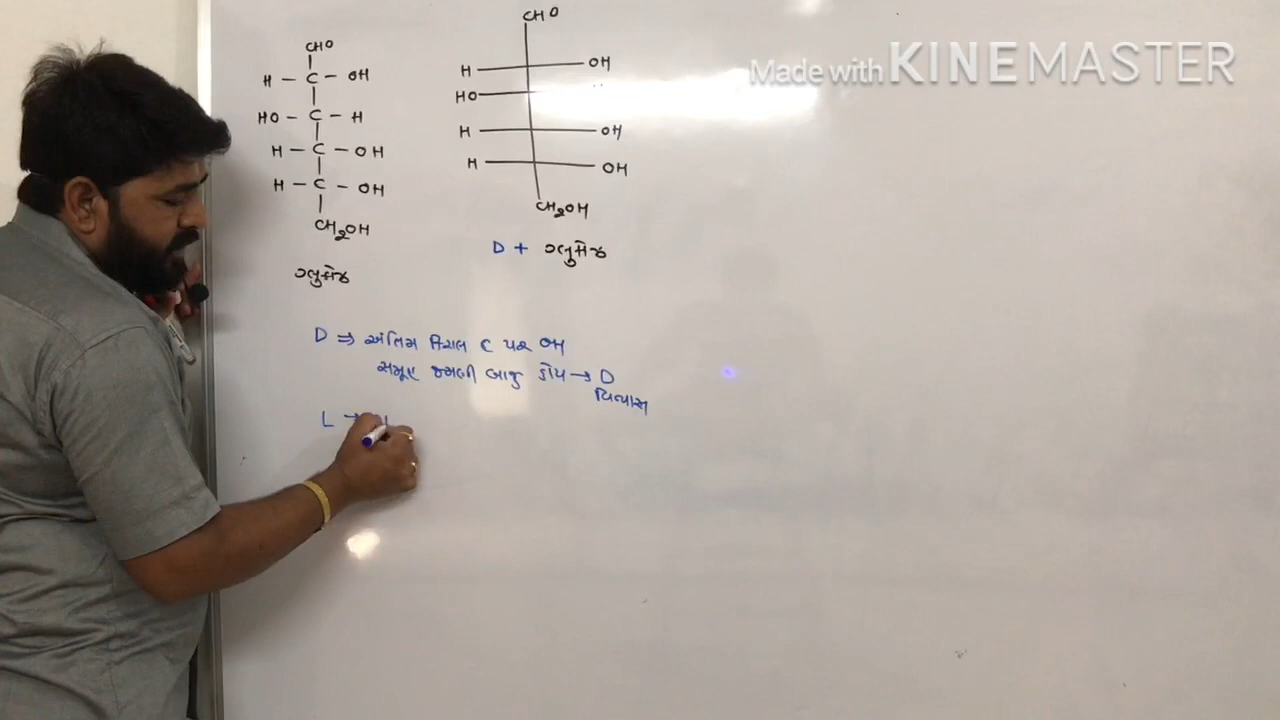 CHO
H – C – OH
HO – C – H
H – C – OH
H – C – OH
CH2OH
ગ્લુકોઝ
CHO
H OH
HO
H OH
H OH
CH2OH
D + ગ્લુકોઝ
D ⇒ અંતિમ કિરાલ C પર OH
સમૂહ જમણી બાજુ હોય → D
વિન્યાસ
L →
Made with KINEMASTER